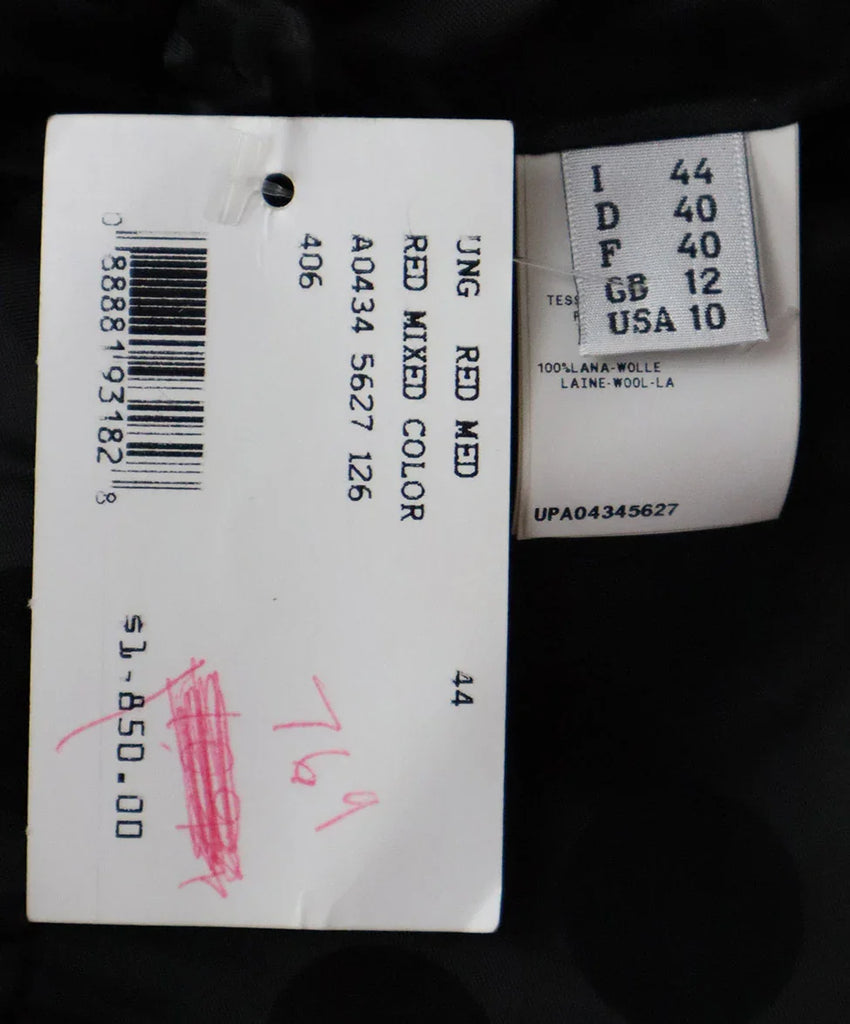 UNG RED MED 44
RED MIXED COLOR
A0434 5627 126
406
0 88881 93182 8
$1,850.00
769
I 44
D 40
F 40
GB 12
USA 10
100%LANA-WOLLE
LAINE-WOOL-LA
UPA04345627